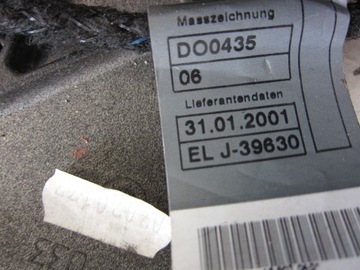 Masszeichnung
DO0435
06
Lieferantendaten
31.01.2001
EL J-39630